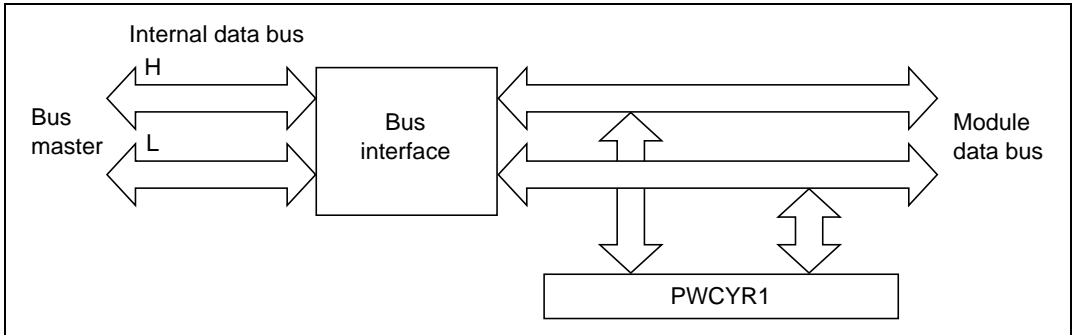 Internal data bus
H
Bus
master
L
Bus
interface
Module
data bus
PWCYR1